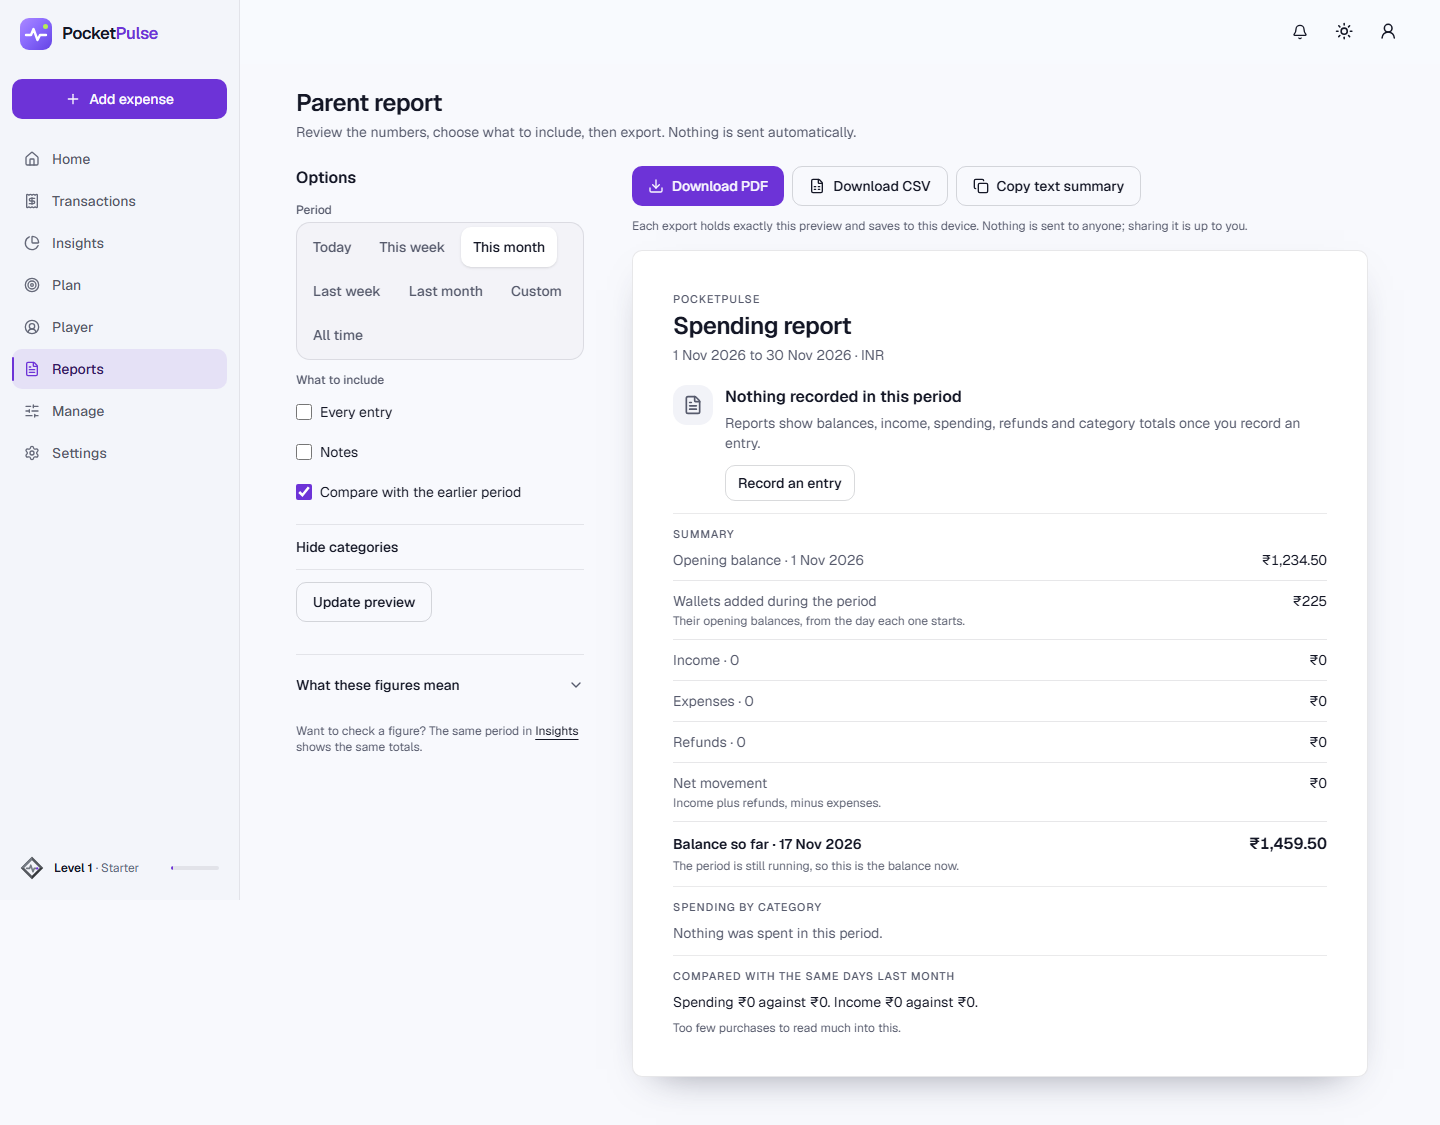 PocketPulse
Add expense
Home
Transactions
Insights
Plan
Player
Reports
Manage
Settings
Level 1 · Starter
Parent report
Review the numbers, choose what to include, then export. Nothing is sent automatically.
Options
Period
Today This week This month
Last week Last month Custom
All time
What to include
Every entry
Notes
Compare with the earlier period
Hide categories
Update preview
What these figures mean
Want to check a figure? The same period in Insights
shows the same totals.
Download PDF Download CSV Copy text summary
Each export holds exactly this preview and saves to this device. Nothing is sent to anyone; sharing it is up to you.
POCKETPULSE
Spending report
1 Nov 2026 to 30 Nov 2026 · INR
Nothing recorded in this period
Reports show balances, income, spending, refunds and category totals once you record an
entry.
Record an entry
SUMMARY
Opening balance · 1 Nov 2026 ₹1,234.50
Wallets added during the period ₹225
Their opening balances, from the day each one starts.
Income · 0 ₹0
Expenses · 0 ₹0
Refunds · 0 ₹0
Net movement ₹0
Income plus refunds, minus expenses.
Balance so far · 17 Nov 2026 ₹1,459.50
The period is still running, so this is the balance now.
SPENDING BY CATEGORY
Nothing was spent in this period.
COMPARED WITH THE SAME DAYS LAST MONTH
Spending ₹0 against ₹0. Income ₹0 against ₹0.
Too few purchases to read much into this.